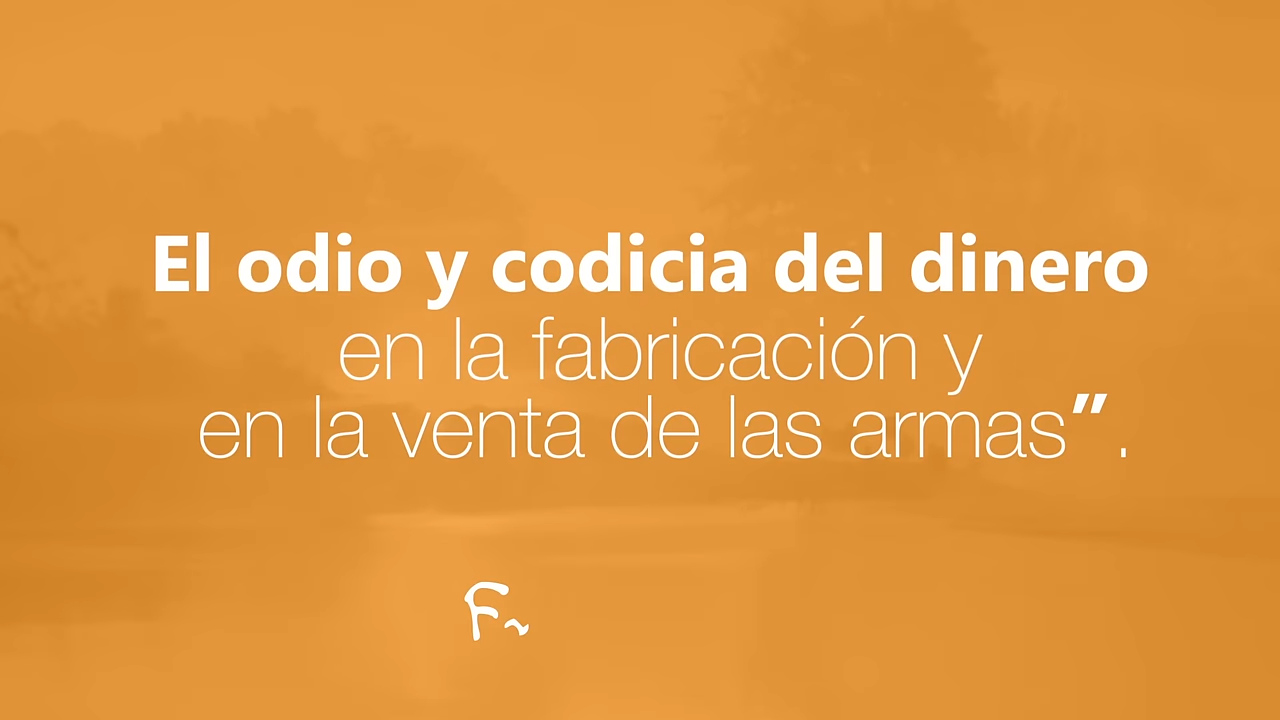 El odio y codicia del dinero
en la fabricación y
en la venta de las armas”.
F